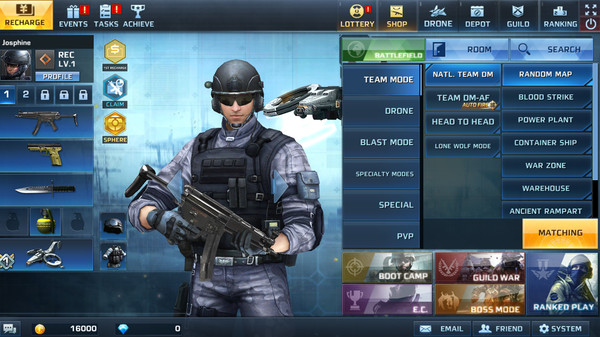 RECHARGE
EVENTS
TASKS
ACHIEVE
LOTTERY
SHOP
DRONE
DEPOT
GUILD
RANKING
Josphine
REC
LV.1
PROFILE
1 2
1ST RECHARGE
CLAIM
SPHERE
BATTLEFIELD
ROOM
SEARCH
TEAM MODE
DRONE
BLAST MODE
SPECIALTY MODES
SPECIAL
PVP
NATL. TEAM DM
TEAM DM-AF
AUTO FIRE
HEAD TO HEAD
LONE WOLF MODE
RANDOM MAP
BLOOD STRIKE
POWER PLANT
CONTAINER SHIP
WAR ZONE
WAREHOUSE
ANCIENT RAMPART
MATCHING
BOOT CAMP
GUILD WAR
E.C.
BOSS MODE
RANKED PLAY
16000
0
EMAIL
FRIEND
SYSTEM